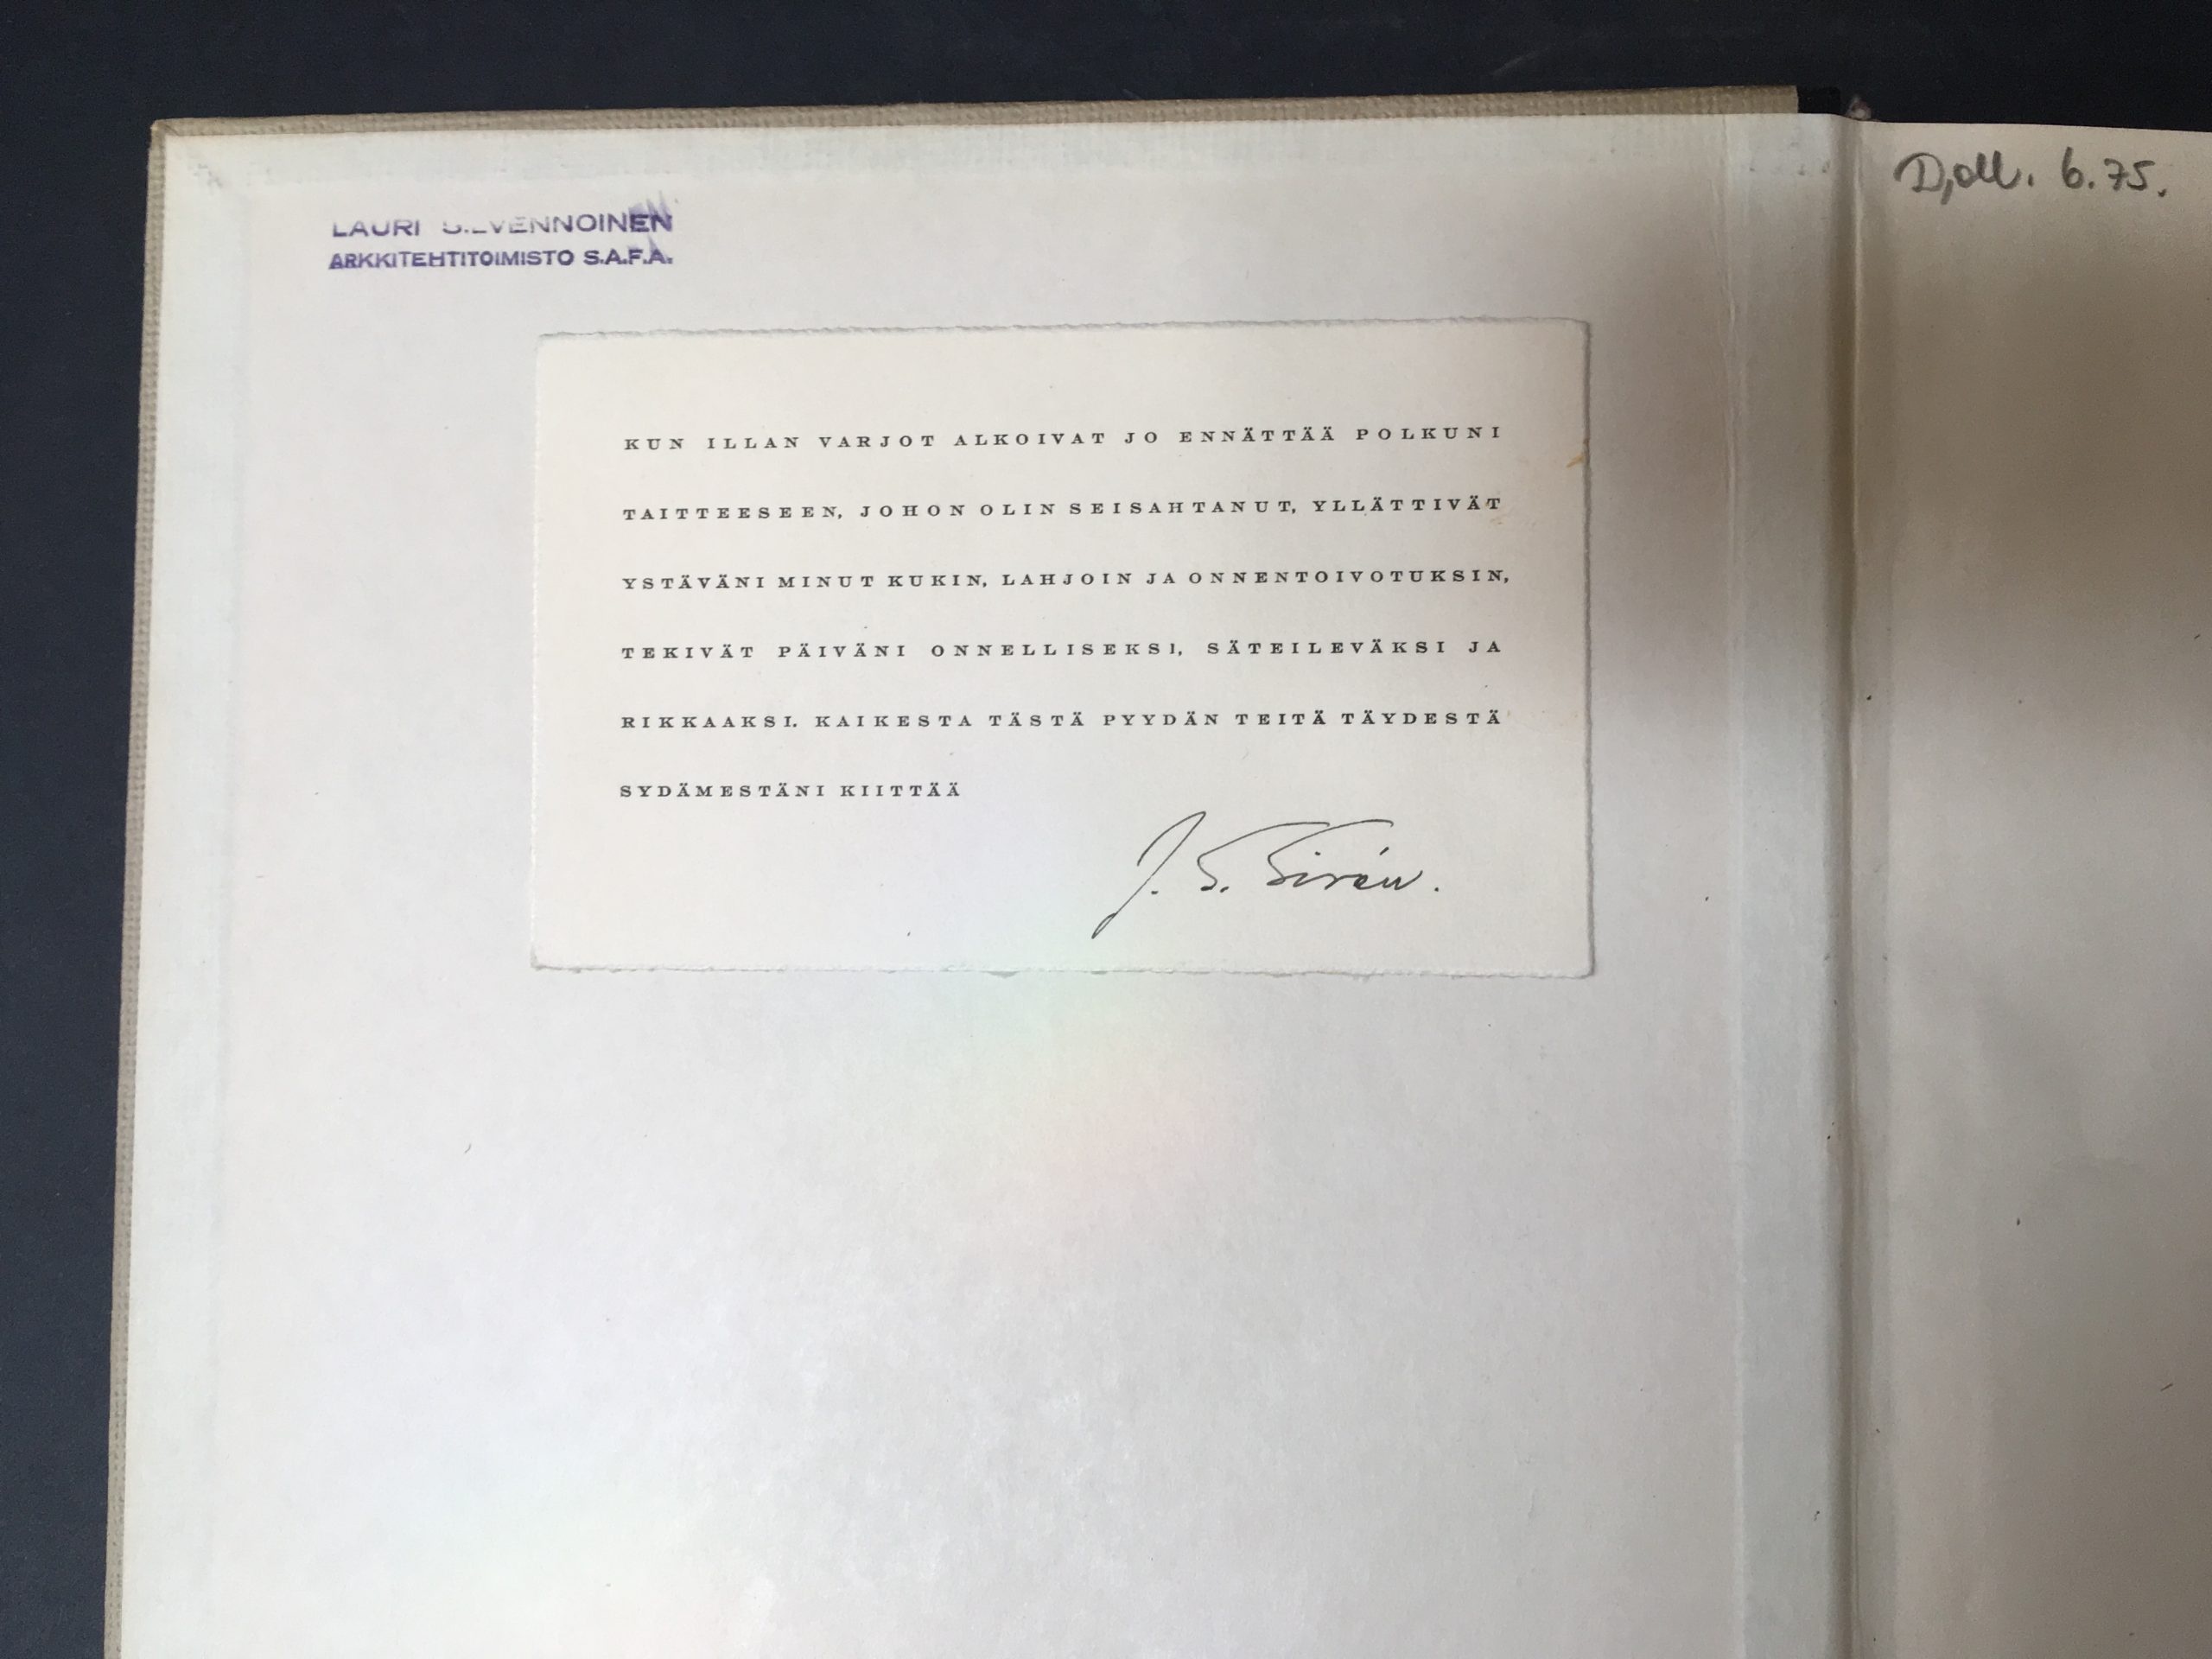 LAURI SILVENNOINEN
ARKKITEHTITOIMISTO S.A.F.A.
KUN ILLAN VARJOT ALKOIVAT JO ENNÄTTÄÄ POLKUNI
TAITTEESEEN, JOHON OLIN SEISAHTANUT, YLLÄTTIVÄT
YSTÄVÄNI MINUT KUKIN, LAHJOIN JA ONNENTOIVOTUKSIN,
TEKIVÄT PÄIVÄNI ONNELLISEKSI, SÄTEILEVÄKSI JA
RIKKAAKSI. KAIKESTA TÄSTÄ PYYDÄN TEITÄ TÄYDESTÄ
SYDÄMESTÄNI KIITTÄÄ
J. S. Sirén.
6.75.